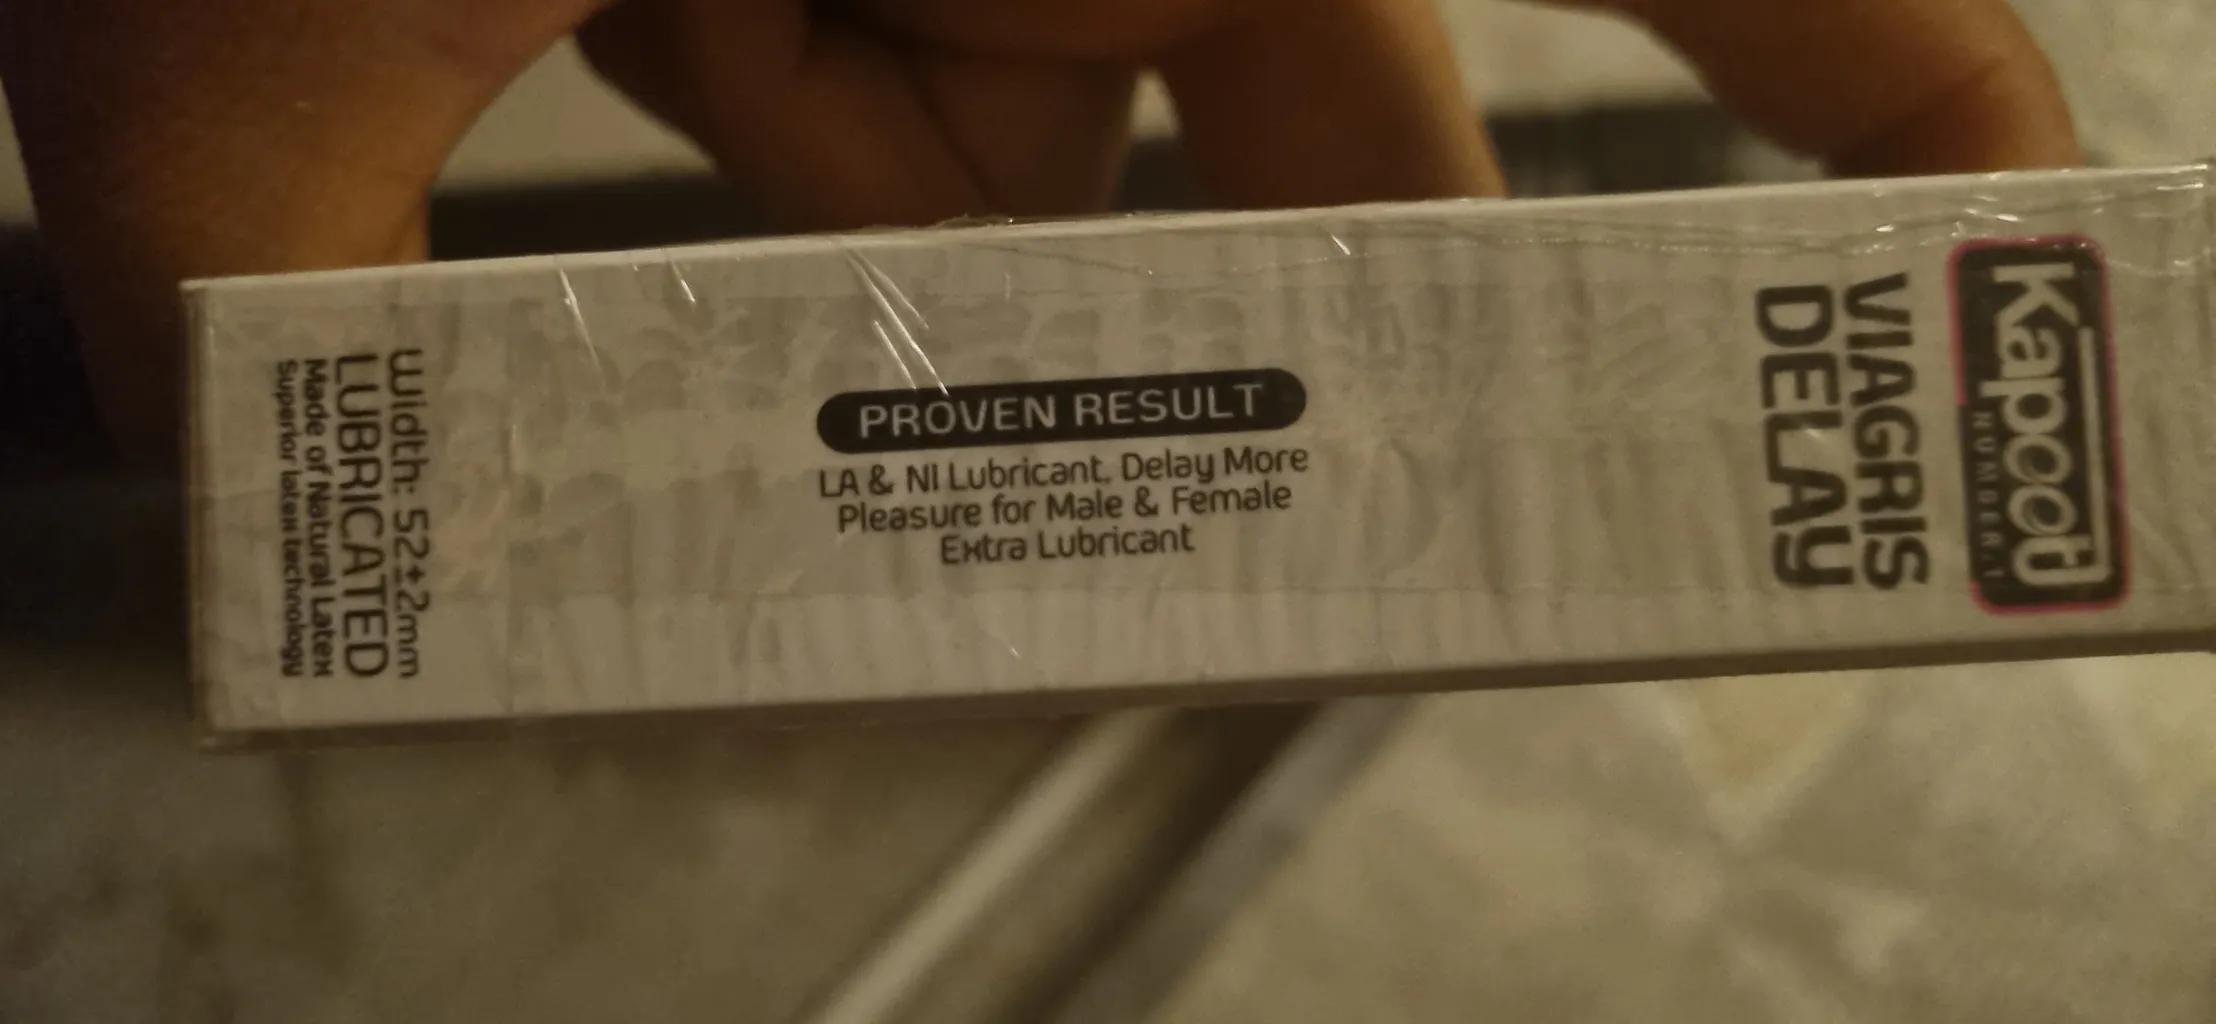 Width: 52±2mm
LUBRICATED
Made of Natural Latex
Superior latex technology
PROVEN RESULT
LA & NI Lubricant. Delay More
Pleasure for Male & Female
Extra Lubricant
VIAGRIS
DELAY
Kapoot
NUMBER.1